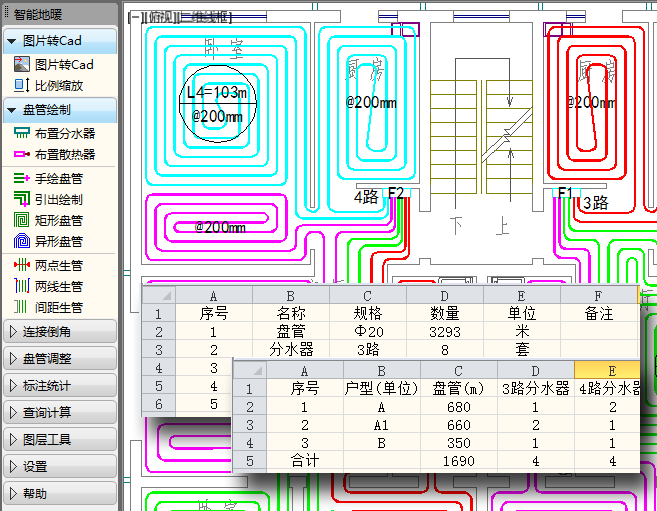 智能地暖
图片转Cad
图片转Cad
比例缩放
盘管绘制
布置分水器
布置散热器
手绘盘管
引出绘制
矩形盘管
异形盘管
两点生管
两线生管
间距生管
连接倒角
盘管调整
标注统计
查询计算
图层工具
设置
帮助
[-][俯视][二维线框]
卧室
L4=103m
@200mm
厨房
@200mm
厨房
@200mm
4路 F2
F1 3路
@200mm
下 上
A B C D E F
1 序号 名称 规格 数量 单位 备注
2 1 盘管 Φ20 3293 米
3 2 分水器 3路 8 套
4 3
5 4
6 5
A B C D E
1 序号 户型(单位) 盘管(m) 3路分水器 4路分水器
2 1 A 680 1 2
3 2 A1 660 2 1
4 3 B 350 1 1
5 合计 1690 4 4
卧室